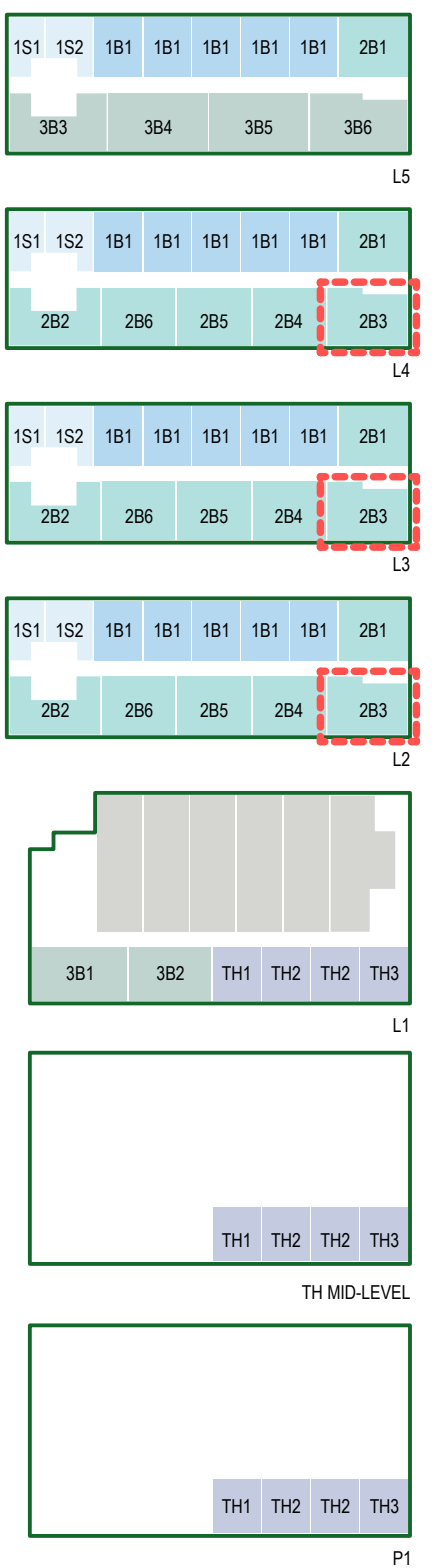 1S1 1S2 1B1 1B1 1B1 1B1 1B1 2B1
3B3 3B4 3B5 3B6
L5
1S1 1S2 1B1 1B1 1B1 1B1 1B1 2B1
2B2 2B6 2B5 2B4 2B3
L4
1S1 1S2 1B1 1B1 1B1 1B1 1B1 2B1
2B2 2B6 2B5 2B4 2B3
L3
1S1 1S2 1B1 1B1 1B1 1B1 1B1 2B1
2B2 2B6 2B5 2B4 2B3
L2
3B1 3B2 TH1 TH2 TH2 TH3
L1
TH1 TH2 TH2 TH3
TH MID-LEVEL
TH1 TH2 TH2 TH3
P1